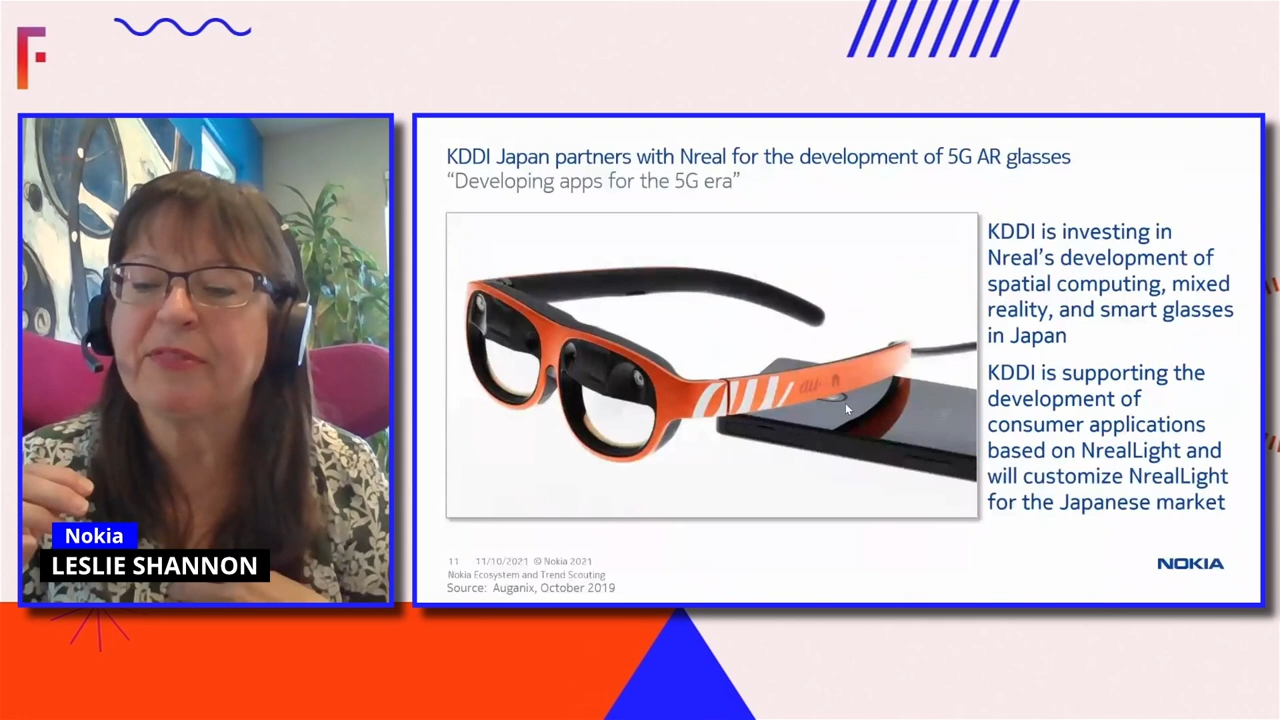 F
Nokia
LESLIE SHANNON
KDDI Japan partners with Nreal for the development of 5G AR glasses
“Developing apps for the 5G era”
au
KDDI is investing in
Nreal’s development of
spatial computing, mixed
reality, and smart glasses
in Japan
KDDI is supporting the
development of
consumer applications
based on NrealLight and
will customize NrealLight
for the Japanese market
11 11/10/2021 © Nokia 2021
Nokia Ecosystem and Trend Scouting
Source: Auganix, October 2019
NOKIA